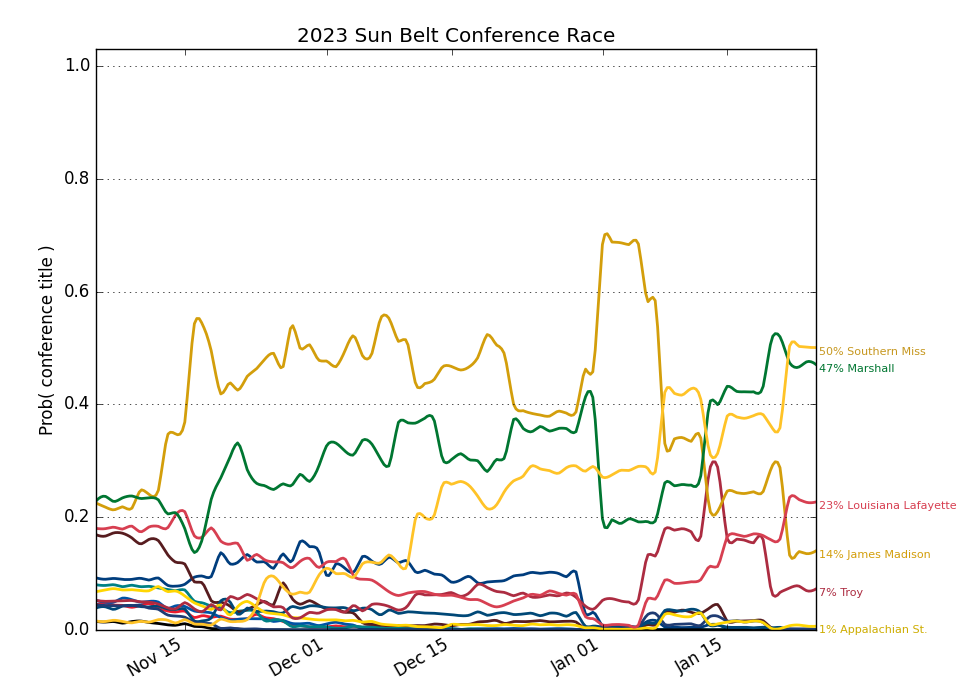 2023 Sun Belt Conference Race
Prob( conference title )
1.0
0.8
0.6
0.4
0.2
0.0
Nov 15
Dec 01
Dec 15
Jan 01
Jan 15
50% Southern Miss
47% Marshall
23% Louisiana Lafayette
14% James Madison
7% Troy
1% Appalachian St.